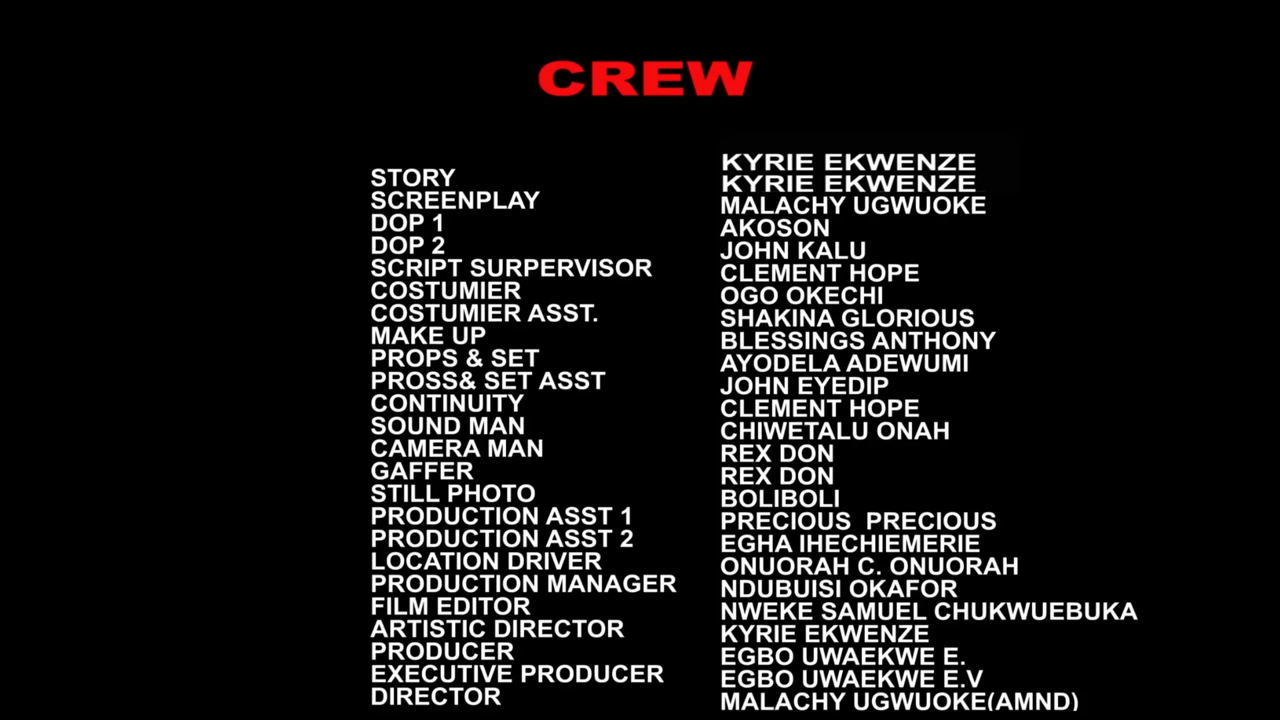 CREW
STORY
SCREENPLAY
DOP 1
DOP 2
SCRIPT SURPERVISOR
COSTUMIER
COSTUMIER ASST.
MAKE UP
PROPS & SET
PROSS& SET ASST
CONTINUITY
SOUND MAN
CAMERA MAN
GAFFER
STILL PHOTO
PRODUCTION ASST 1
PRODUCTION ASST 2
LOCATION DRIVER
PRODUCTION MANAGER
FILM EDITOR
ARTISTIC DIRECTOR
PRODUCER
EXECUTIVE PRODUCER
DIRECTOR
KYRIE EKWENZE
KYRIE EKWENZE
MALACHY UGWUOKE
AKOSON
JOHN KALU
CLEMENT HOPE
OGO OKECHI
SHAKINA GLORIOUS
BLESSINGS ANTHONY
AYODELA ADEWUMI
JOHN EYEDIP
CLEMENT HOPE
CHIWETALU ONAH
REX DON
REX DON
BOLIBOLI
PRECIOUS PRECIOUS
EGHA IHECHIEMERIE
ONUORAH C. ONUORAH
NDUBUISI OKAFOR
NWEKE SAMUEL CHUKWUEBUKA
KYRIE EKWENZE
EGBO UWAEKWE E.
EGBO UWAEKWE E.V
MALACHY UGWUOKE(AMND)